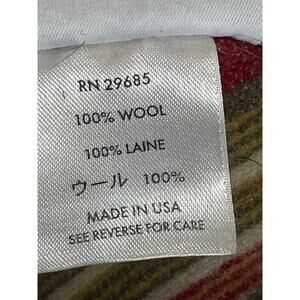 RN 29685
100% WOOL
100% LAINE
ウール 100%
MADE IN USA
SEE REVERSE FOR CARE